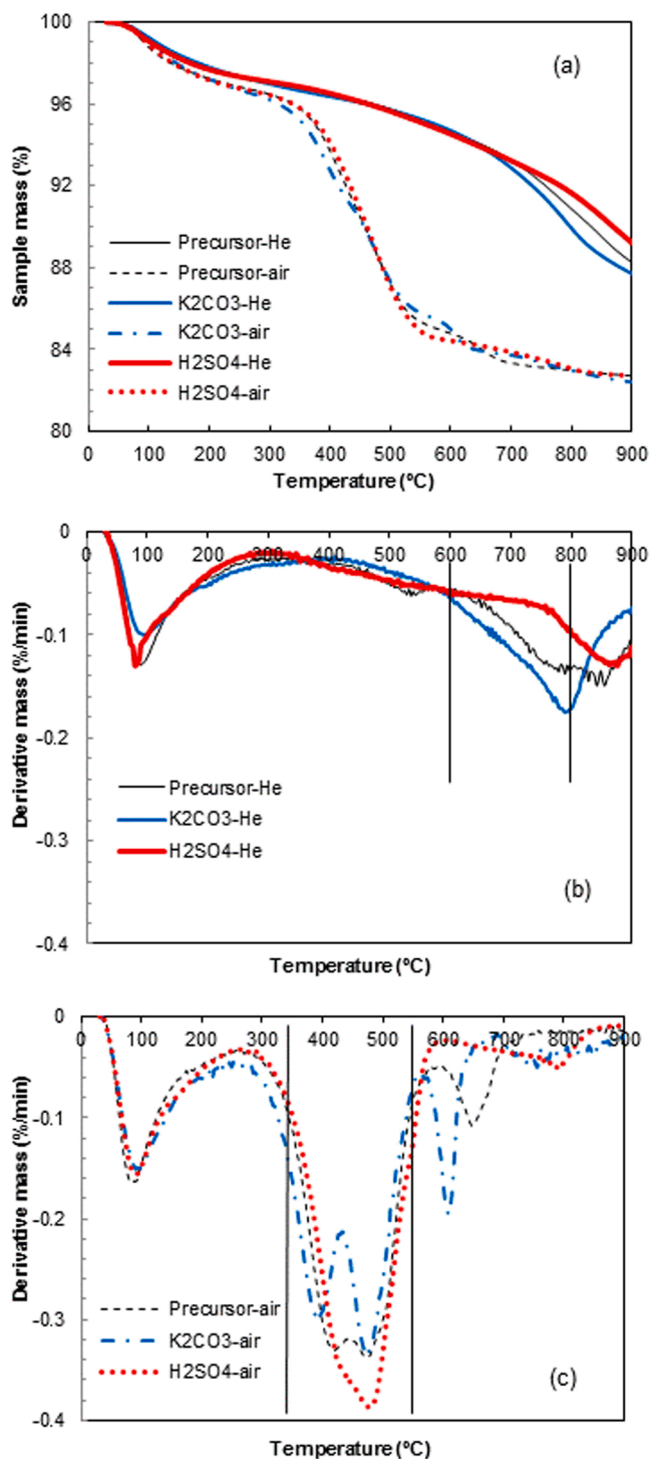 100
(a)
96
Sample mass (%)
92
Precursor-He
Precursor-air
88
K2CO3-He
K2CO3-air
84
H2SO4-He
H2SO4-air
80
0 100 200 300 400 500 600 700 800 900
Temperature (ºC)
0
0 100 200 300 400 500 600 700 800 900
-0.1
Derivative mass (%/min)
-0.2
Precursor-He
K2CO3-He
-0.3
H2SO4-He
(b)
-0.4
Temperature (ºC)
0
0 100 200 300 400 500 600 700 800 900
-0.1
Derivative mass (%/min)
-0.2
Precursor-air
-0.3
K2CO3-air
H2SO4-air
(c)
-0.4
Temperature (ºC)